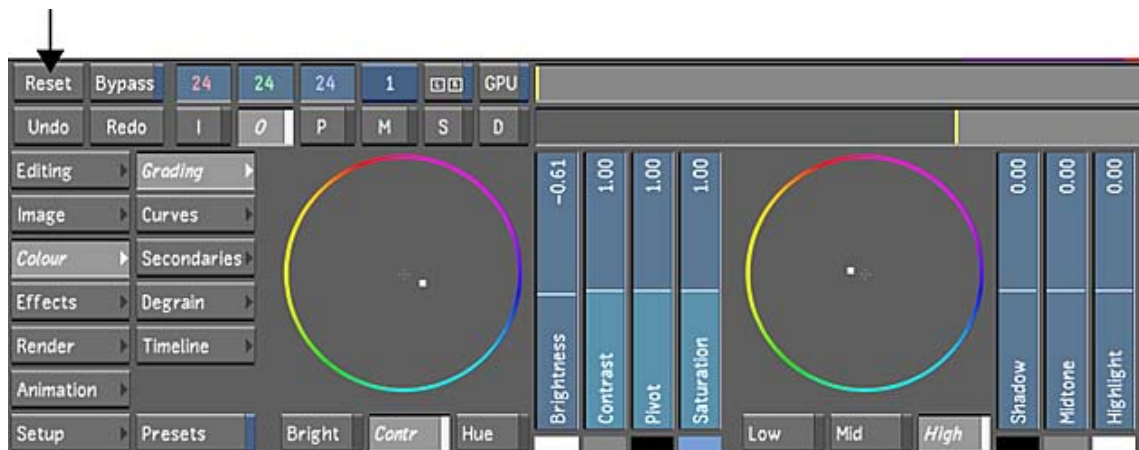 Reset Bypass 24 24 24 1 L R GPU
Undo Redo I O P M S D
Editing Grading
Image Curves
Colour Secondaries
Effects Degrain
Render Timeline
Animation
Setup Presets
Bright Contr Hue
Brightness -0.61
Contrast 1.00
Pivot 1.00
Saturation 1.00
Low Mid High
Shadow 0.00
Midtone 0.00
Highlight 0.00